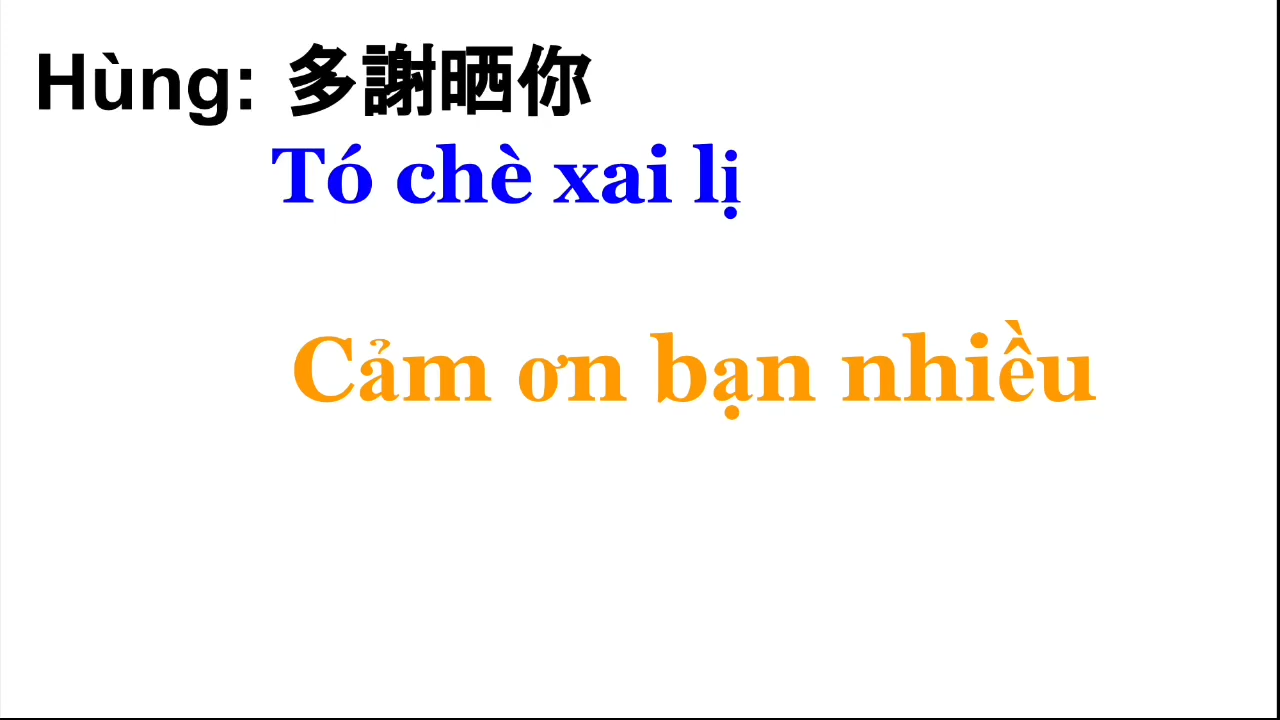 Hùng: 多謝晒你
Tó chè xai lị
Cảm ơn bạn nhiều